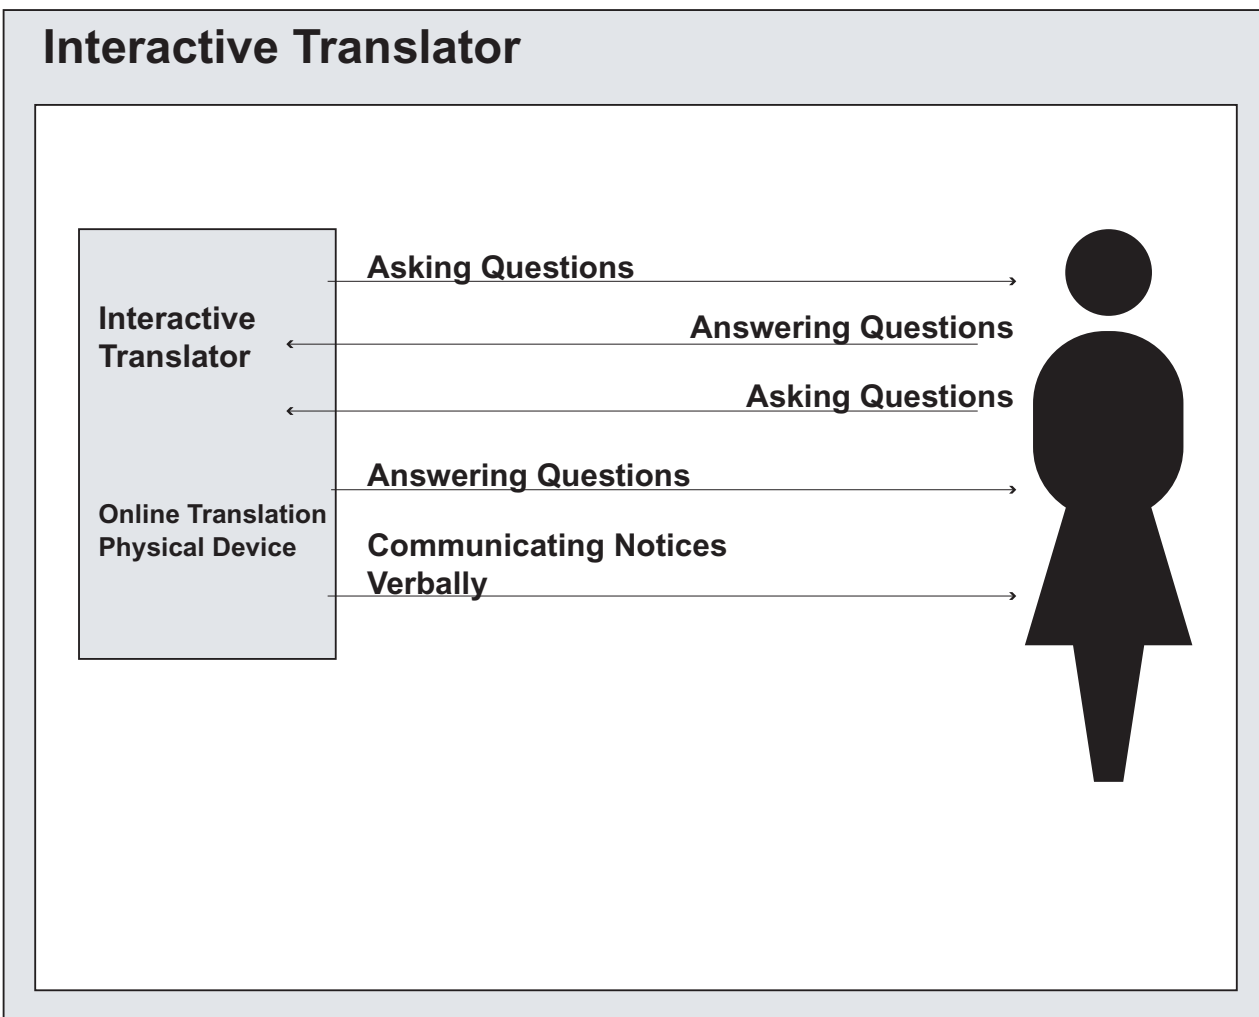 Interactive Translator
Asking Questions
Interactive
Translator
Answering Questions
Asking Questions
Answering Questions
Online Translation
Physical Device
Communicating Notices
Verbally